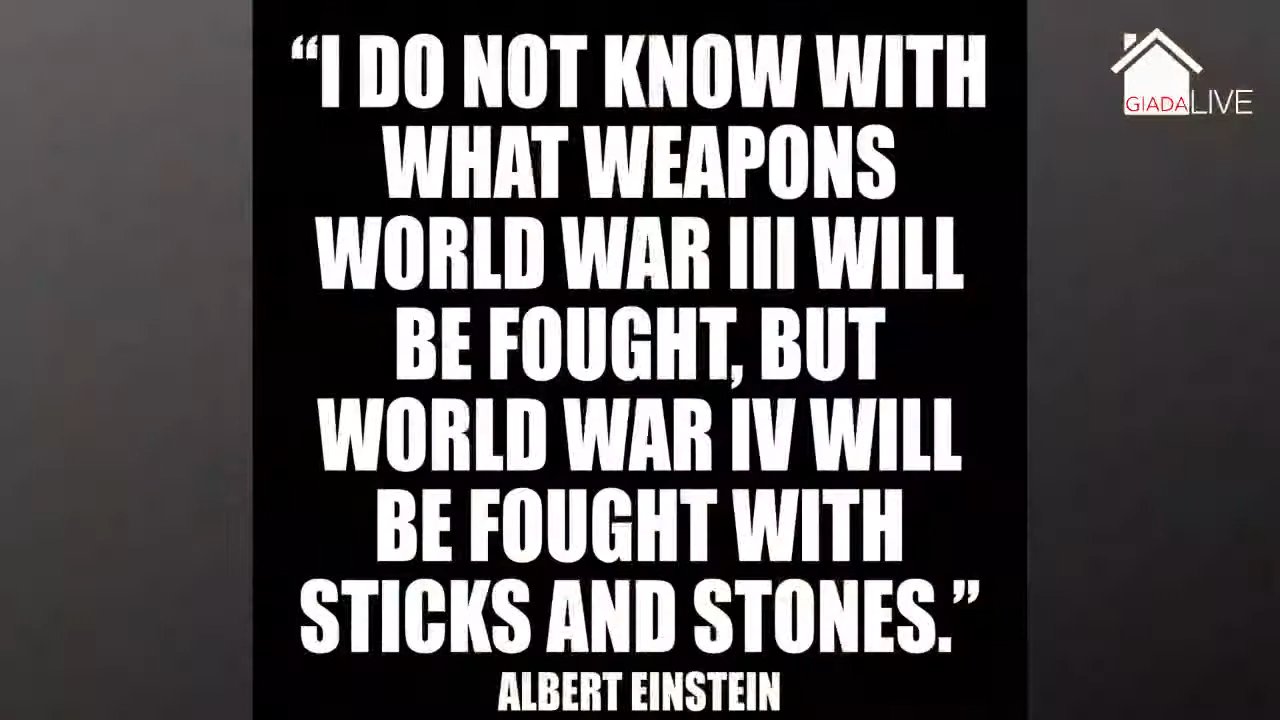 “I DO NOT KNOW WITH
WHAT WEAPONS
WORLD WAR III WILL
BE FOUGHT, BUT
WORLD WAR IV WILL
BE FOUGHT WITH
STICKS AND STONES.”
ALBERT EINSTEIN
GIADALIVE